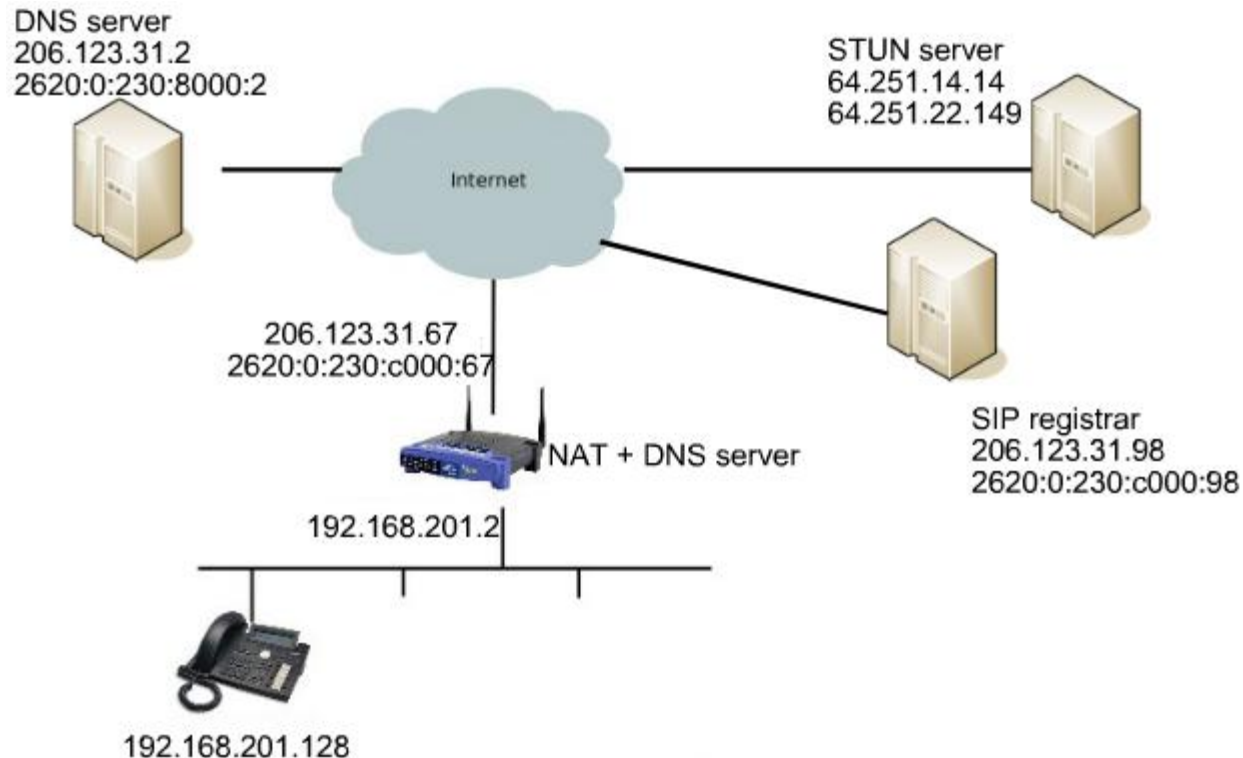 DNS server
206.123.31.2
2620:0:230:8000:2
STUN server
64.251.14.14
64.251.22.149
Internet
206.123.31.67
2620:0:230:c000:67
SIP registrar
206.123.31.98
2620:0:230:c000:98
NAT + DNS server
192.168.201.2
192.168.201.128